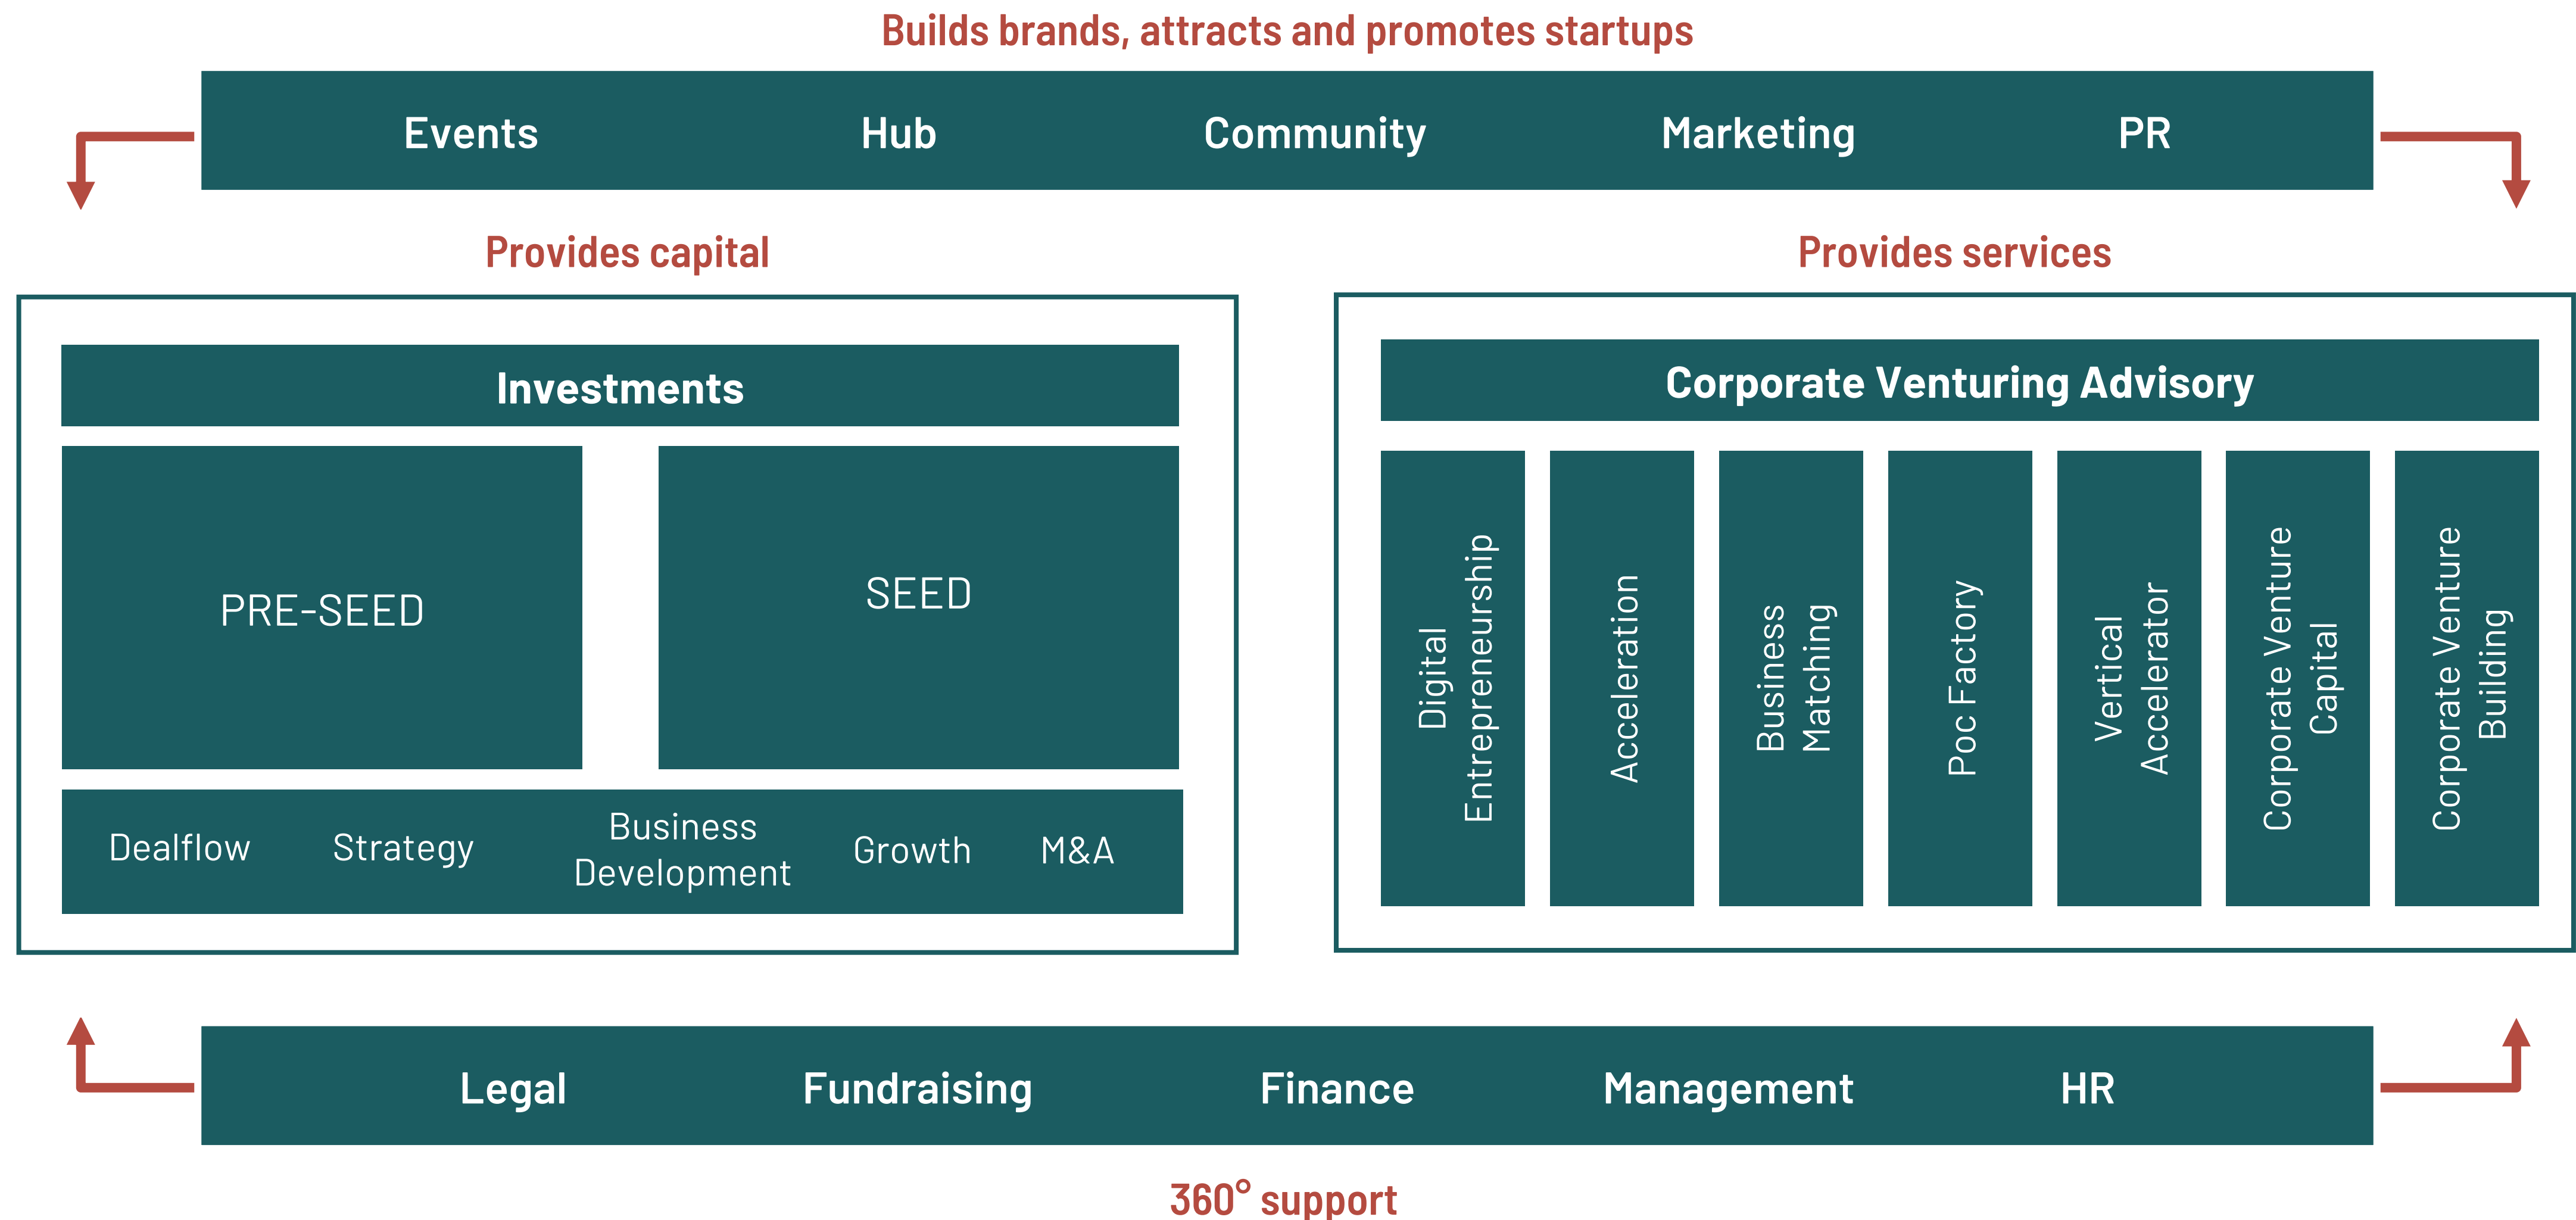 Builds brands, attracts and promotes startups
Events Hub Community Marketing PR
Provides capital
Investments
PRE-SEED
SEED
Dealflow
Strategy
Business
Development
Growth
M&A
Provides services
Corporate Venturing Advisory
Digital
Entrepreneurship
Acceleration
Business
Matching
Poc Factory
Vertical
Accelerator
Corporate Venture
Capital
Corporate Venture
Building
Legal Fundraising Finance Management HR
360° support